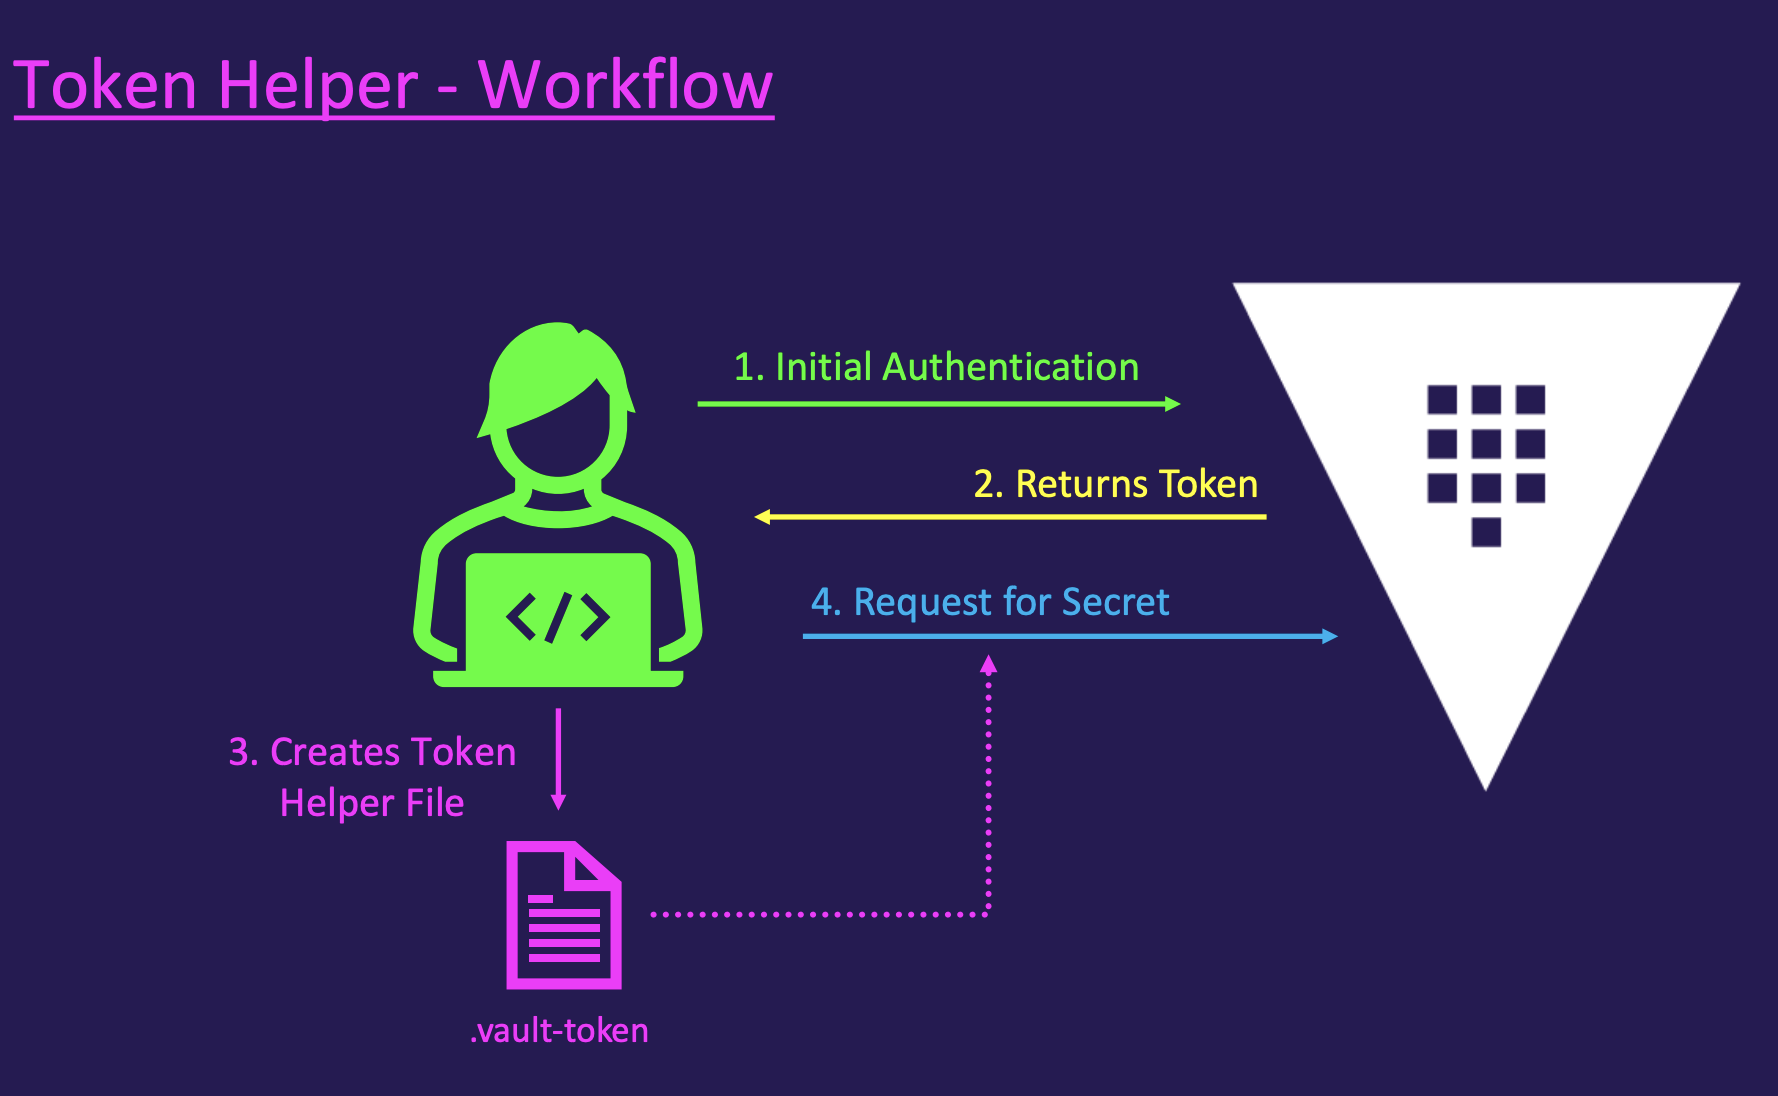 Token Helper - Workflow
1. Initial Authentication
2. Returns Token
4. Request for Secret
3. Creates Token
Helper File
.vault-token